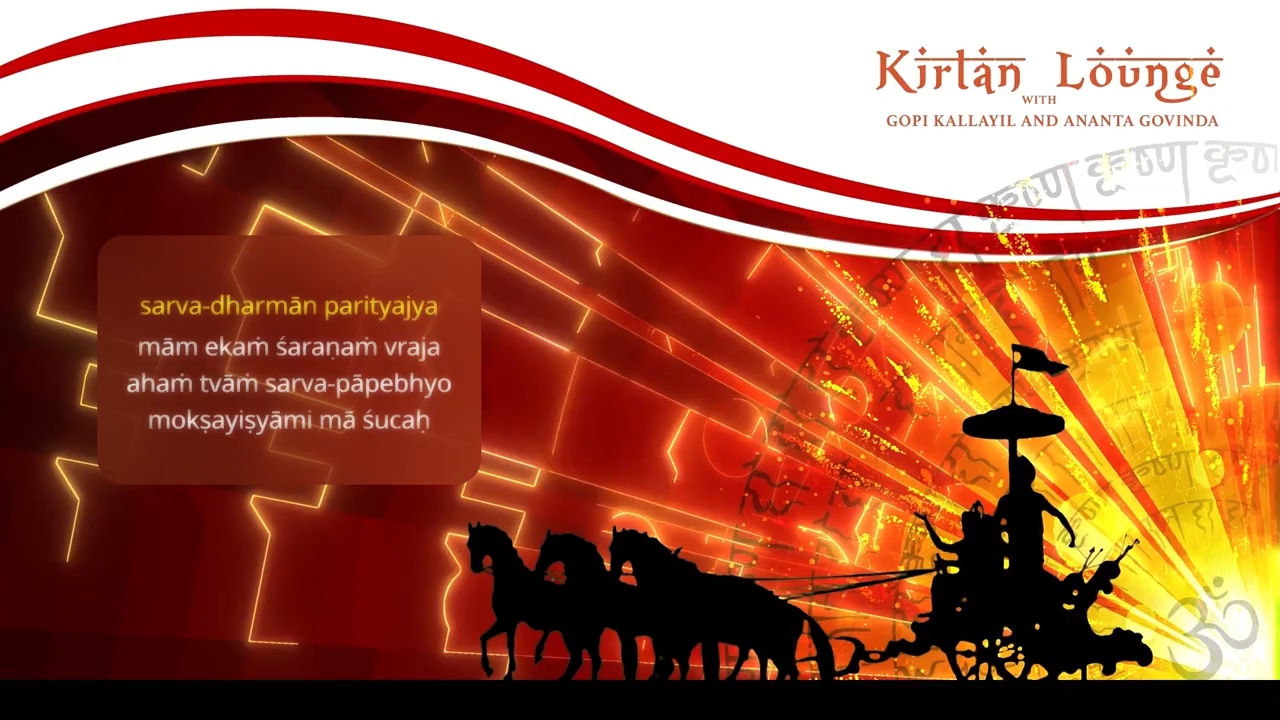 Kirtan Lounge
WITH
GOPI KALLAYIL AND ANANTA GOVINDA
कृष्ण कृष्ण कृष्ण
sarva-dharmān parityajya
mām ekaṁ śaraṇaṁ vraja
ahaṁ tvāṁ sarva-pāpebhyo
mokṣayiṣyāmi mā śucaḥ
ॐ